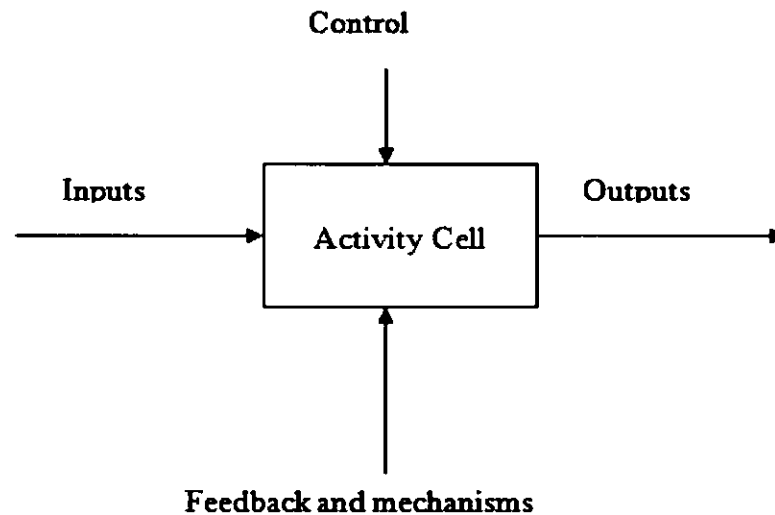 Control
Inputs
Outputs
Activity Cell
Feedback and mechanisms